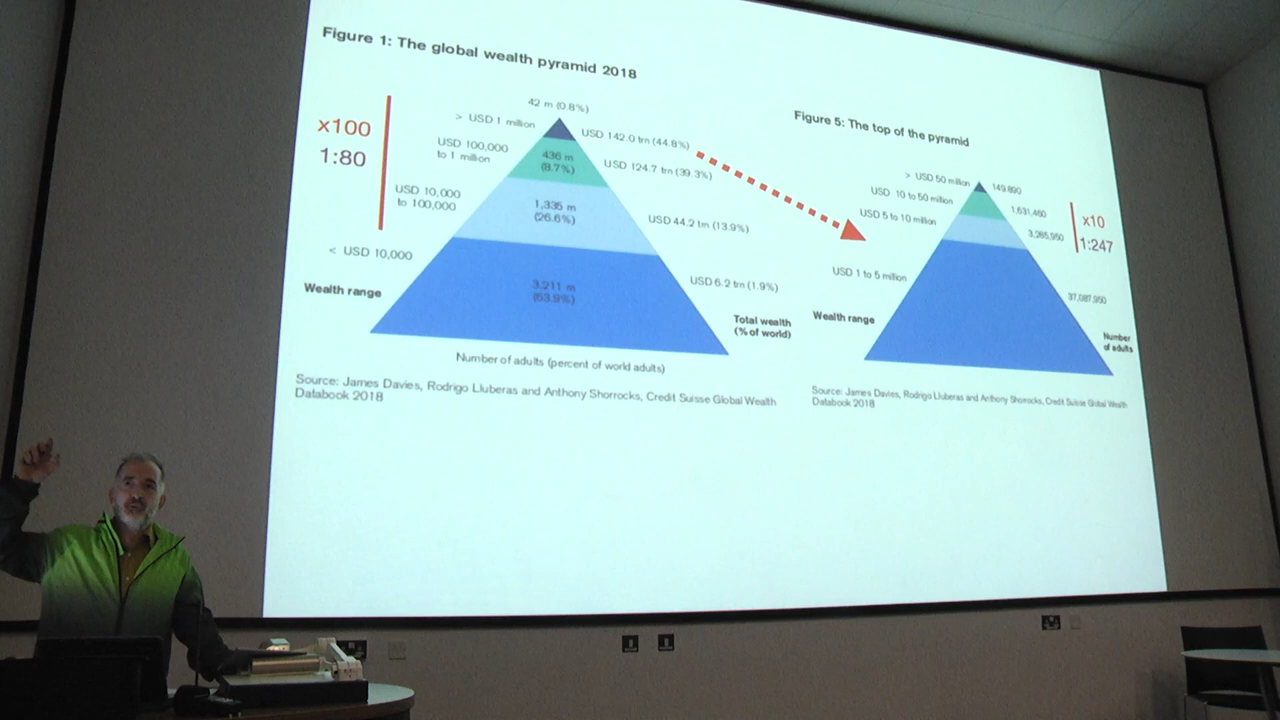 Figure 1: The global wealth pyramid 2018
x100
1:80
42 m (0.8%)
> USD 1 million
USD 142.0 trn (44.8%)
USD 100,000
to 1 million
436 m
(8.7%)
USD 124.7 trn (39.3%)
USD 10,000
to 100,000
1,335 m
(26.6%)
USD 44.2 trn (13.9%)
< USD 10,000
3,211 m
(63.9%)
USD 6.2 trn (1.9%)
Wealth range
Total wealth
(% of world)
Number of adults (percent of world adults)
Source: James Davies, Rodrigo Lluberas and Anthony Shorrocks, Credit Suisse Global Wealth
Databook 2018
Figure 5: The top of the pyramid
> USD 50 million
149,890
USD 10 to 50 million
1,631,460
USD 5 to 10 million
3,265,950
x10
1:247
USD 1 to 5 million
37,087,950
Wealth range
Number
of adults
Source: James Davies, Rodrigo Lluberas and Anthony Shorrocks, Credit Suisse Global Wealth
Databook 2018